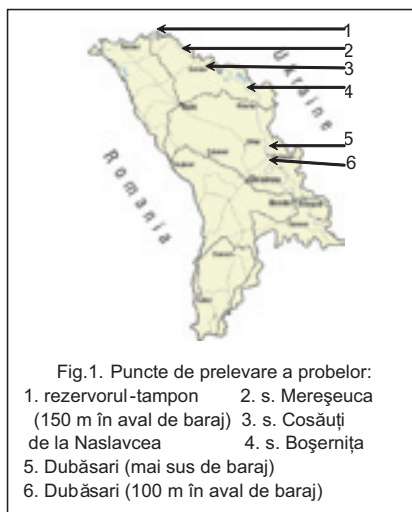 1
2
3
4
5
6
Ukraine
Romania
Fig.1. Puncte de prelevare a probelor:
1. rezervorul-tampon 2. s. Mereşeuca
(150 m în aval de baraj) 3. s. Cosăuţi
de la Naslavcea 4. s. Boşerniţa
5. Dubăsari (mai sus de baraj)
6. Dubăsari (100 m în aval de baraj)